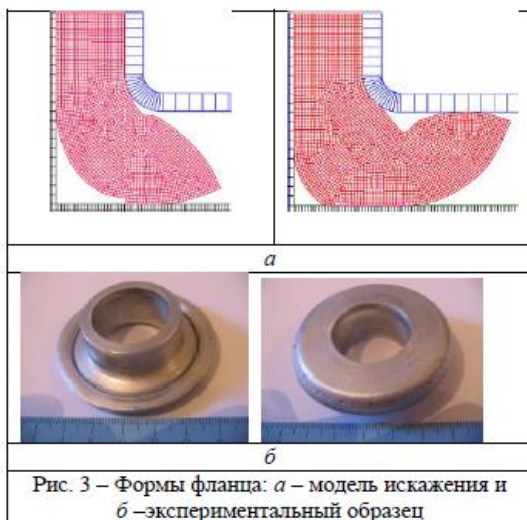 а
б
Рис. 3 – Формы фланца: а – модель искажения и
б –экспериментальный образец